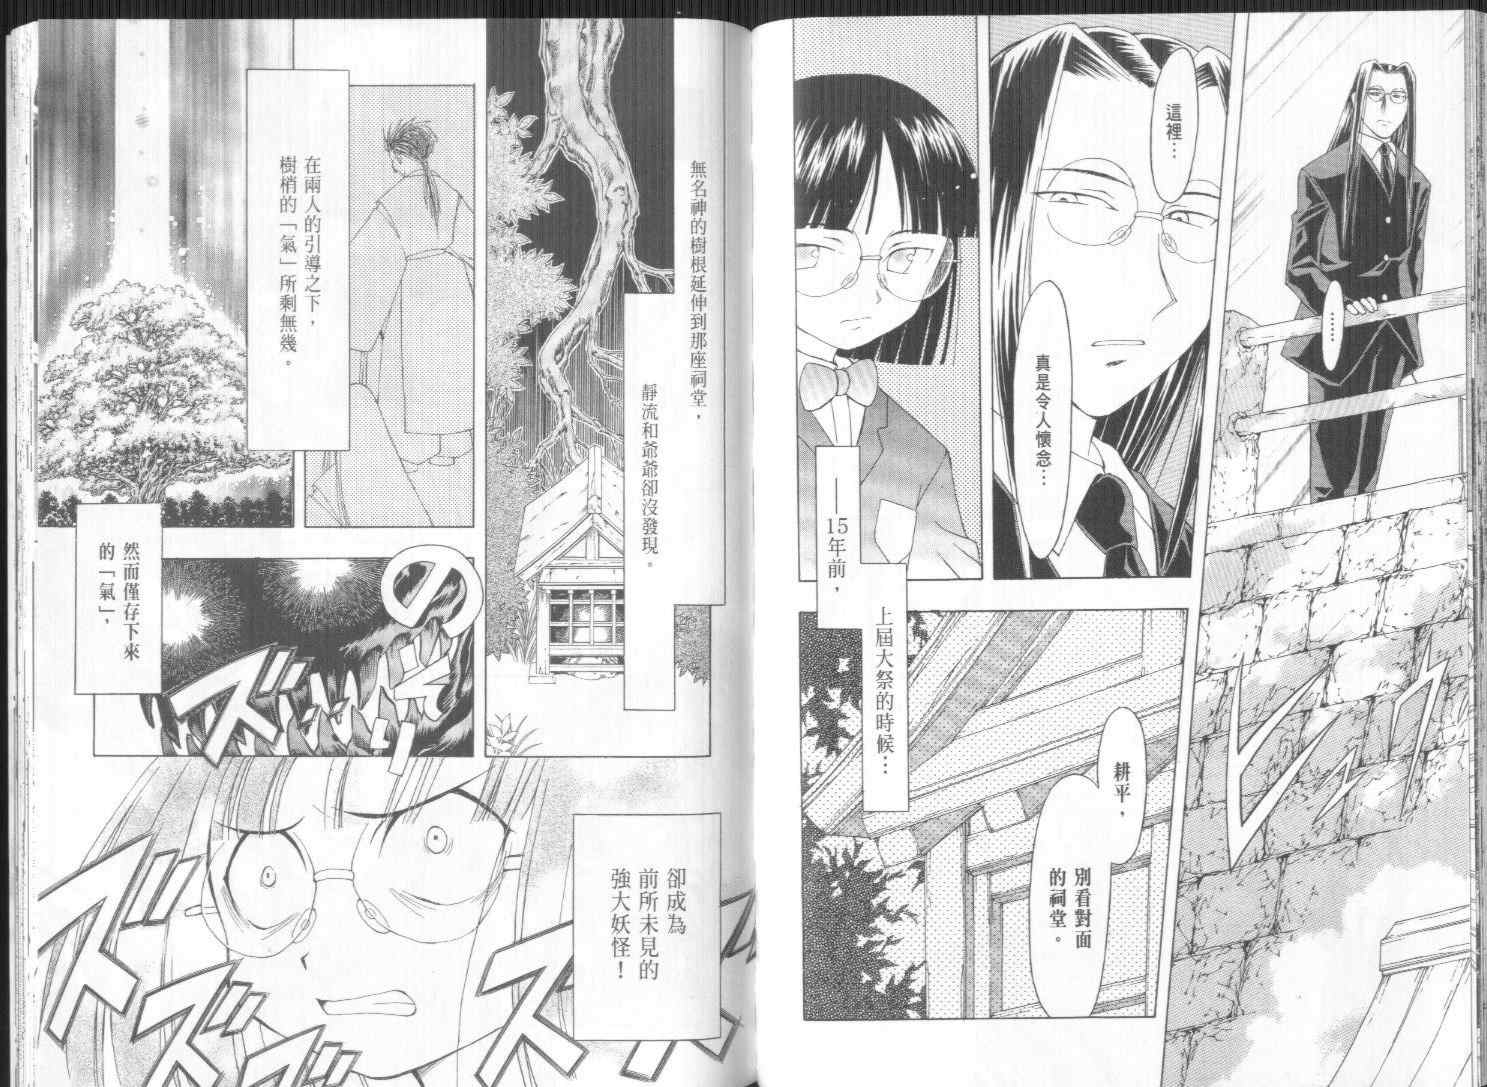 ……
這裡…
真是令人懷念…
ビュッ
――15年前，
上屆大祭的時候…
耕平，
別看對面
的祠堂。
無名神的樹根延伸到那座祠堂，
靜流和爺爺卻沒發現。
在兩人的引導之下，
樹梢的「氣」所剩無幾。
然而僅存下來
的「氣」，
卻成為
前所未見的
強大妖怪！